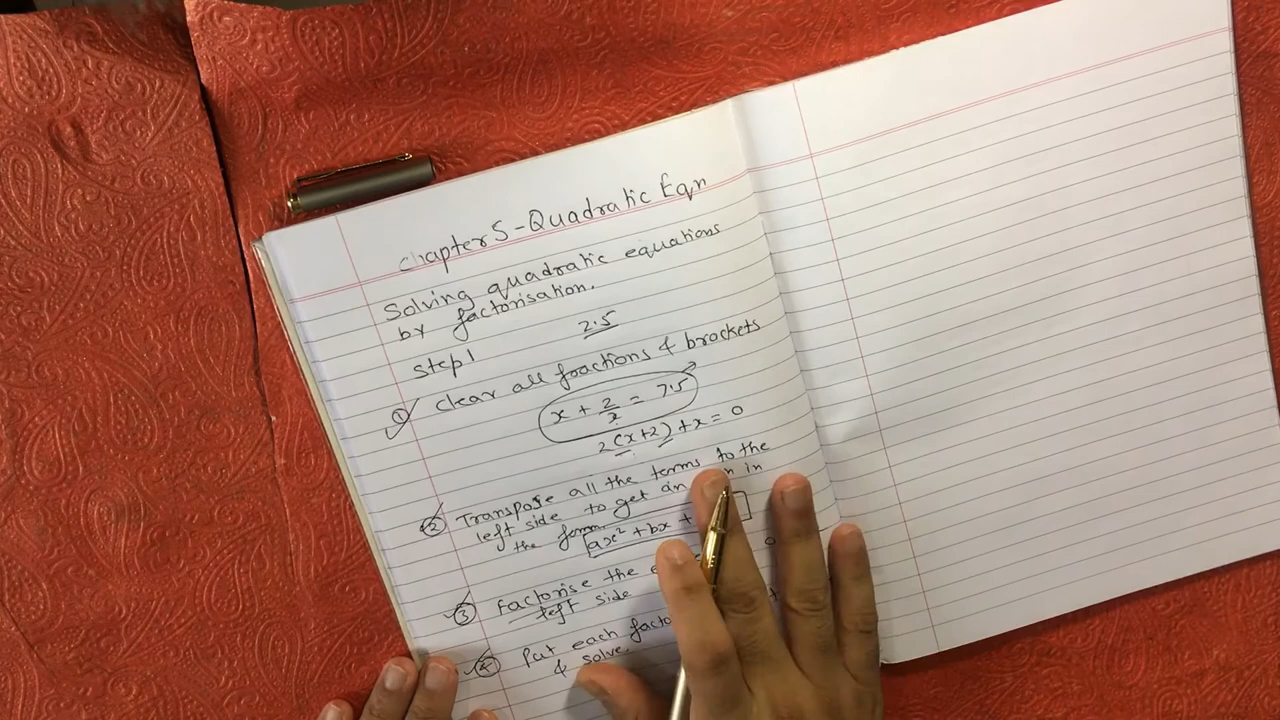 Chapter 5 - Quadratic Eqn
Solving quadratic equations
by factorisation.
2.5
Step 1
① Clear all fractions & brackets
x + 2/x = 7.5
2(x+2) + x = 0
② Transpose all the terms to the
left side to get an in
the form ax² + bx +
③ Factorise the
left side
④ Put each
& solve.